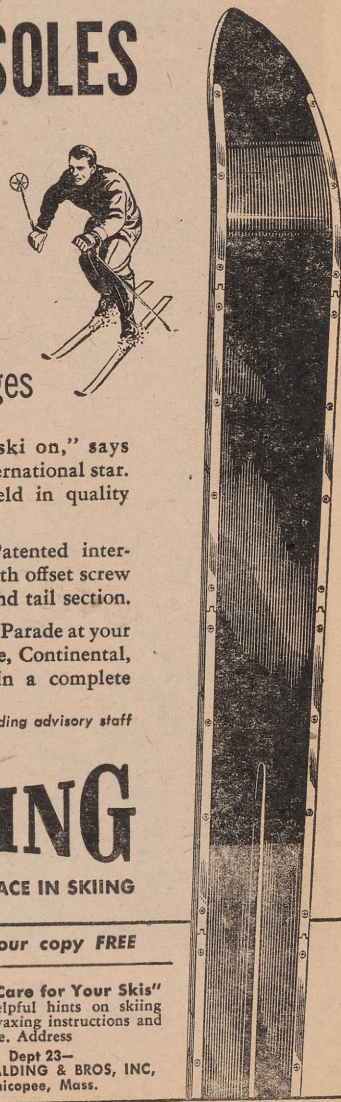 SOLES
ges
ski on," says
ernational star.
eld in quality
Patented inter-
th offset screw
nd tail section.
Parade at your
e, Continental,
in a complete
ding advisory staff
ING
ACE IN SKIING
our copy FREE
Care for Your Skis"
elpful hints on skiing
waxing instructions and
e. Address
Dept 23—
ALDING & BROS, INC,
hicopee, Mass.